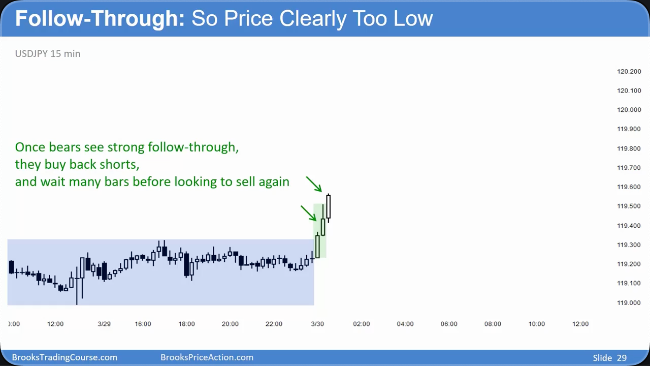 Follow-Through: So Price Clearly Too Low
USDJPY 15 min
120.200
120.100
120.000
119.900
119.800
119.700
119.600
119.500
119.400
119.300
119.200
119.100
119.000
Once bears see strong follow-through,
they buy back shorts,
and wait many bars before looking to sell again
):00 12:00 3/29 16:00 18:00 20:00 22:00 3/30 02:00 04:00 06:00 08:00 10:00 12:00
BrooksTradingCourse.com BrooksPriceAction.com Slide 29